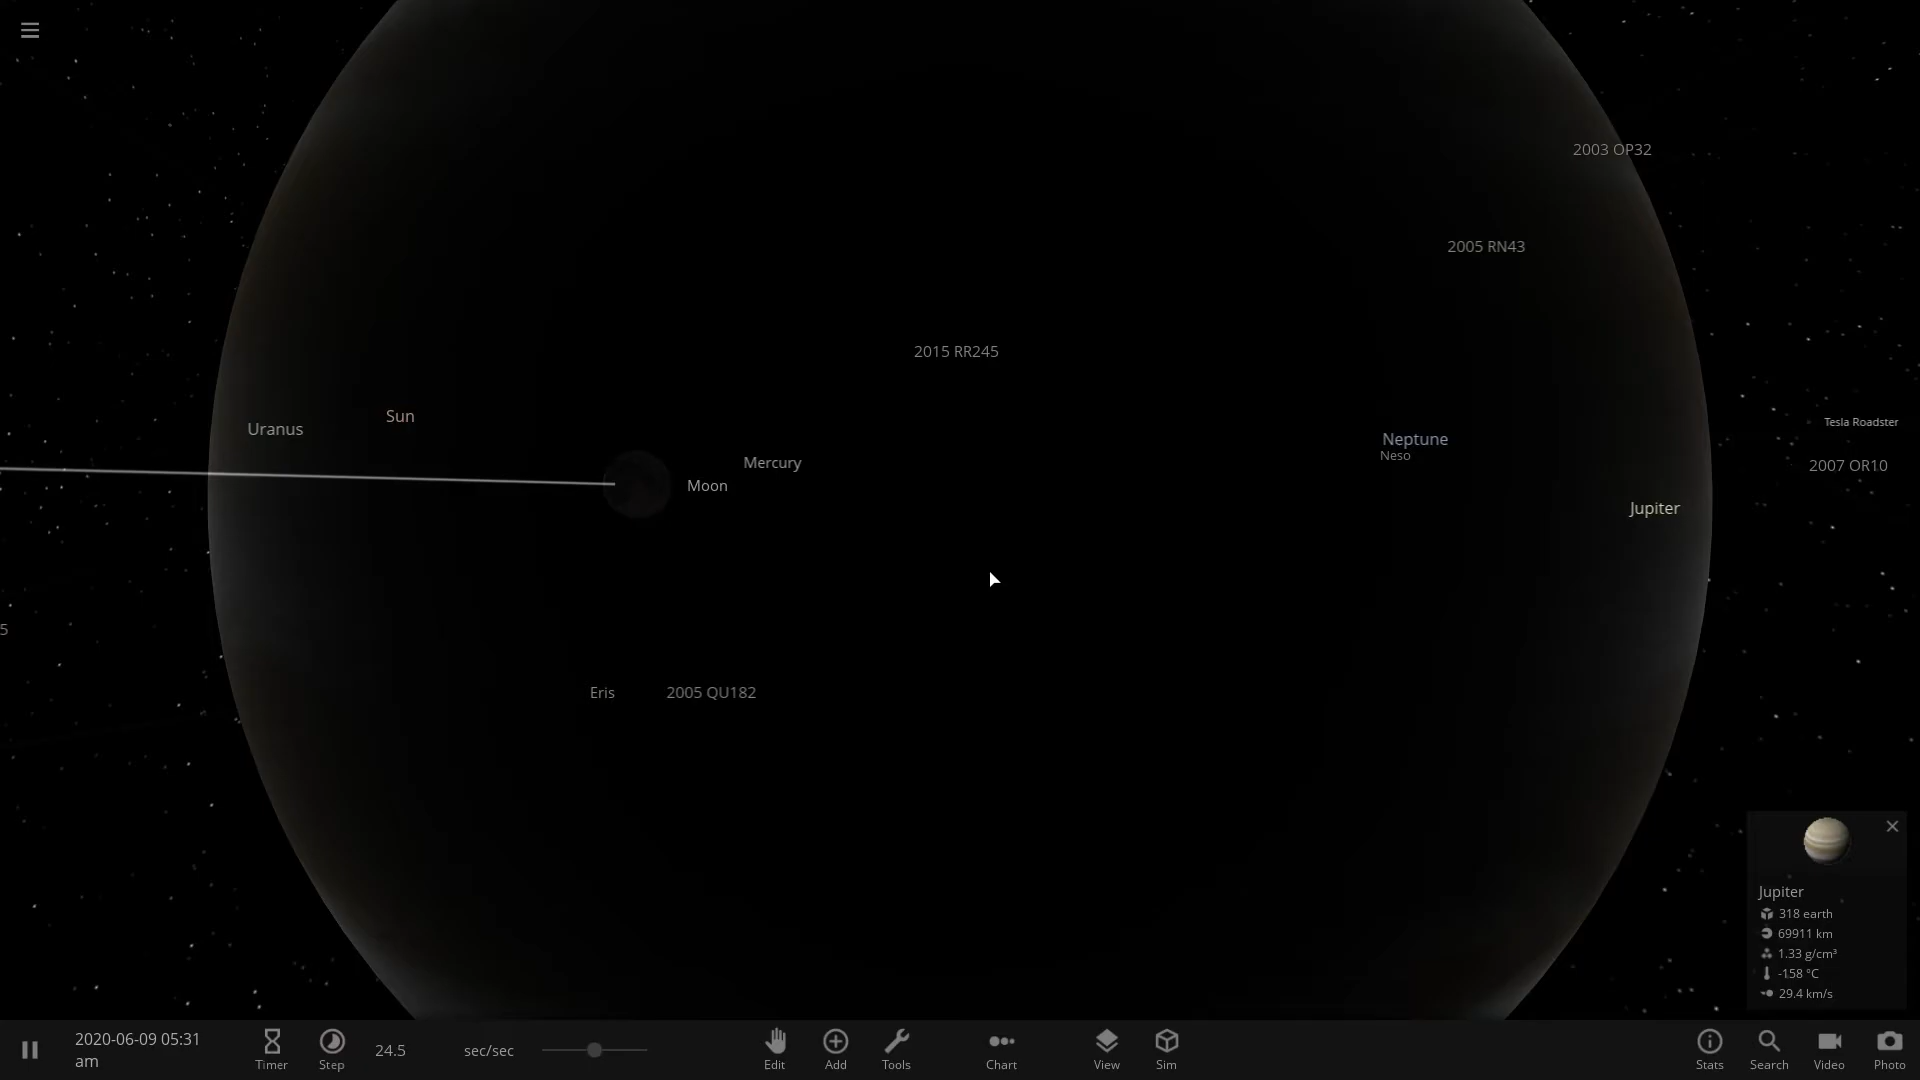 2003 OP32
2005 RN43
2015 RR245
Sun
Uranus
Tesla Roadster
Neptune
Neso
Mercury
2007 OR10
Moon
Jupiter
5
Eris
2005 QU182
Jupiter
318 earth
69911 km
1.33 g/cm³
-158 °C
29.4 km/s
2020-06-09 05:31
am
Timer
Step
24.5
sec/sec
Edit
Add
Tools
Chart
View
Sim
Stats
Search
Video
Photo